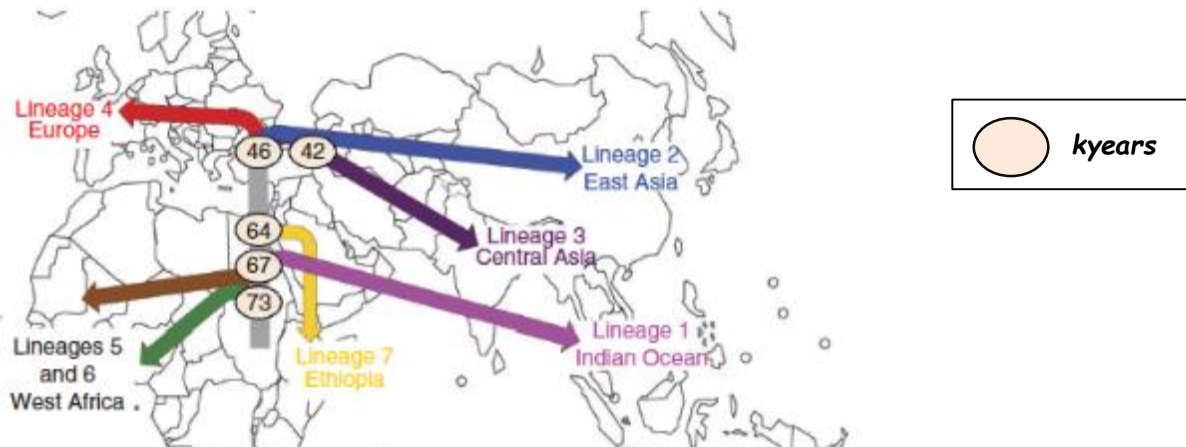 Lineage 4
Europe
46
42
Lineage 2
East Asia
kyears
64
67
73
Lineage 3
Central Asia
Lineages 5
and 6
West Africa
Lineage 7
Ethiopia
Lineage 1
Indian Ocean